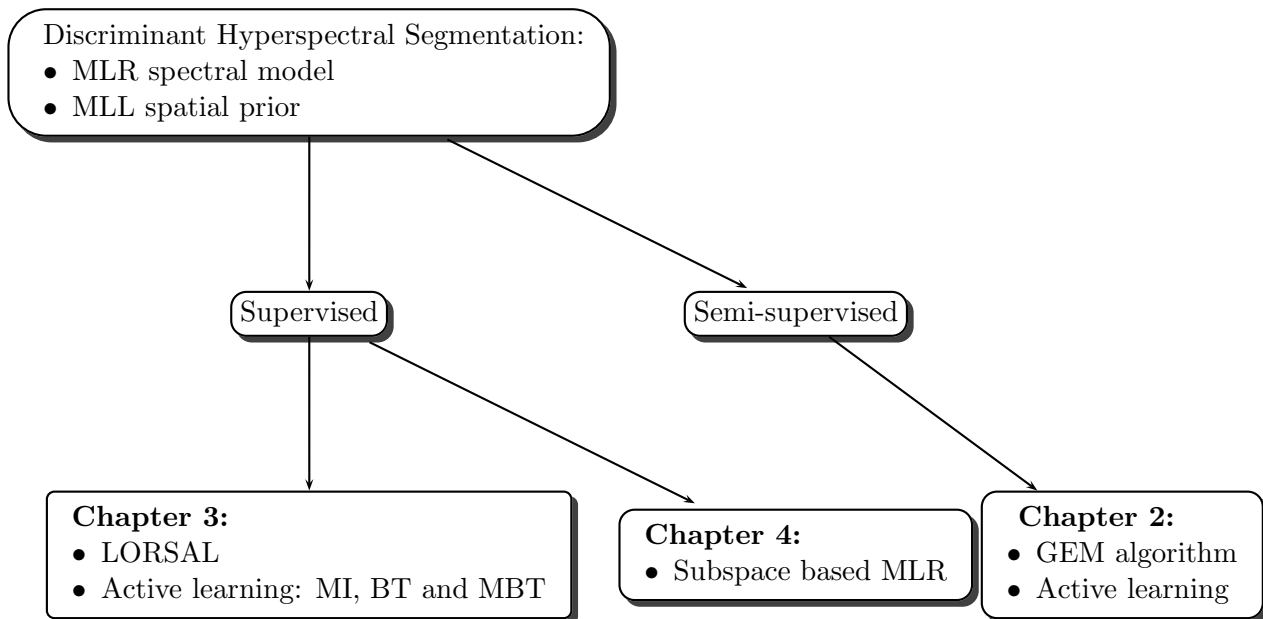 Discriminant Hyperspectral Segmentation:
• MLR spectral model
• MLL spatial prior
Supervised
Semi-supervised
Chapter 3:
• LORSAL
• Active learning: MI, BT and MBT
Chapter 4:
• Subspace based MLR
Chapter 2:
• GEM algorithm
• Active learning